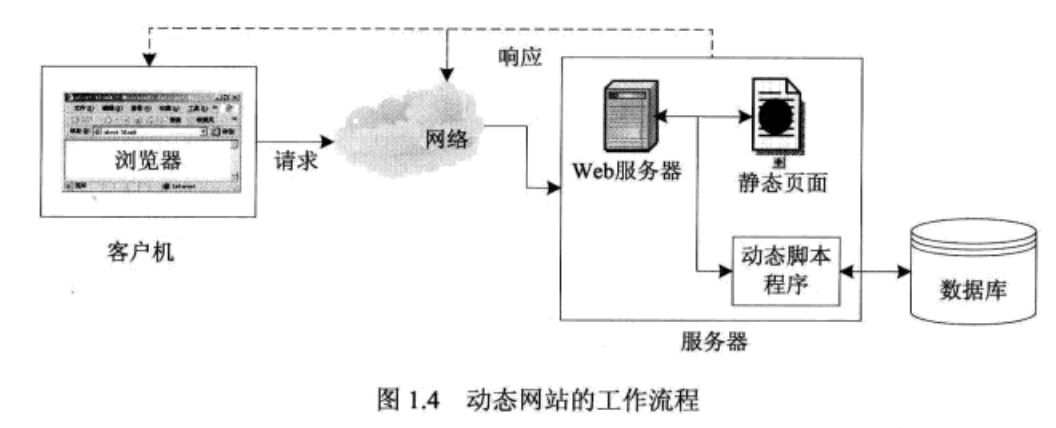 响应
浏览器
请求
网络
Web服务器
静态页面
客户机
动态脚本
程序
数据库
服务器
图 1.4 动态网站的工作流程